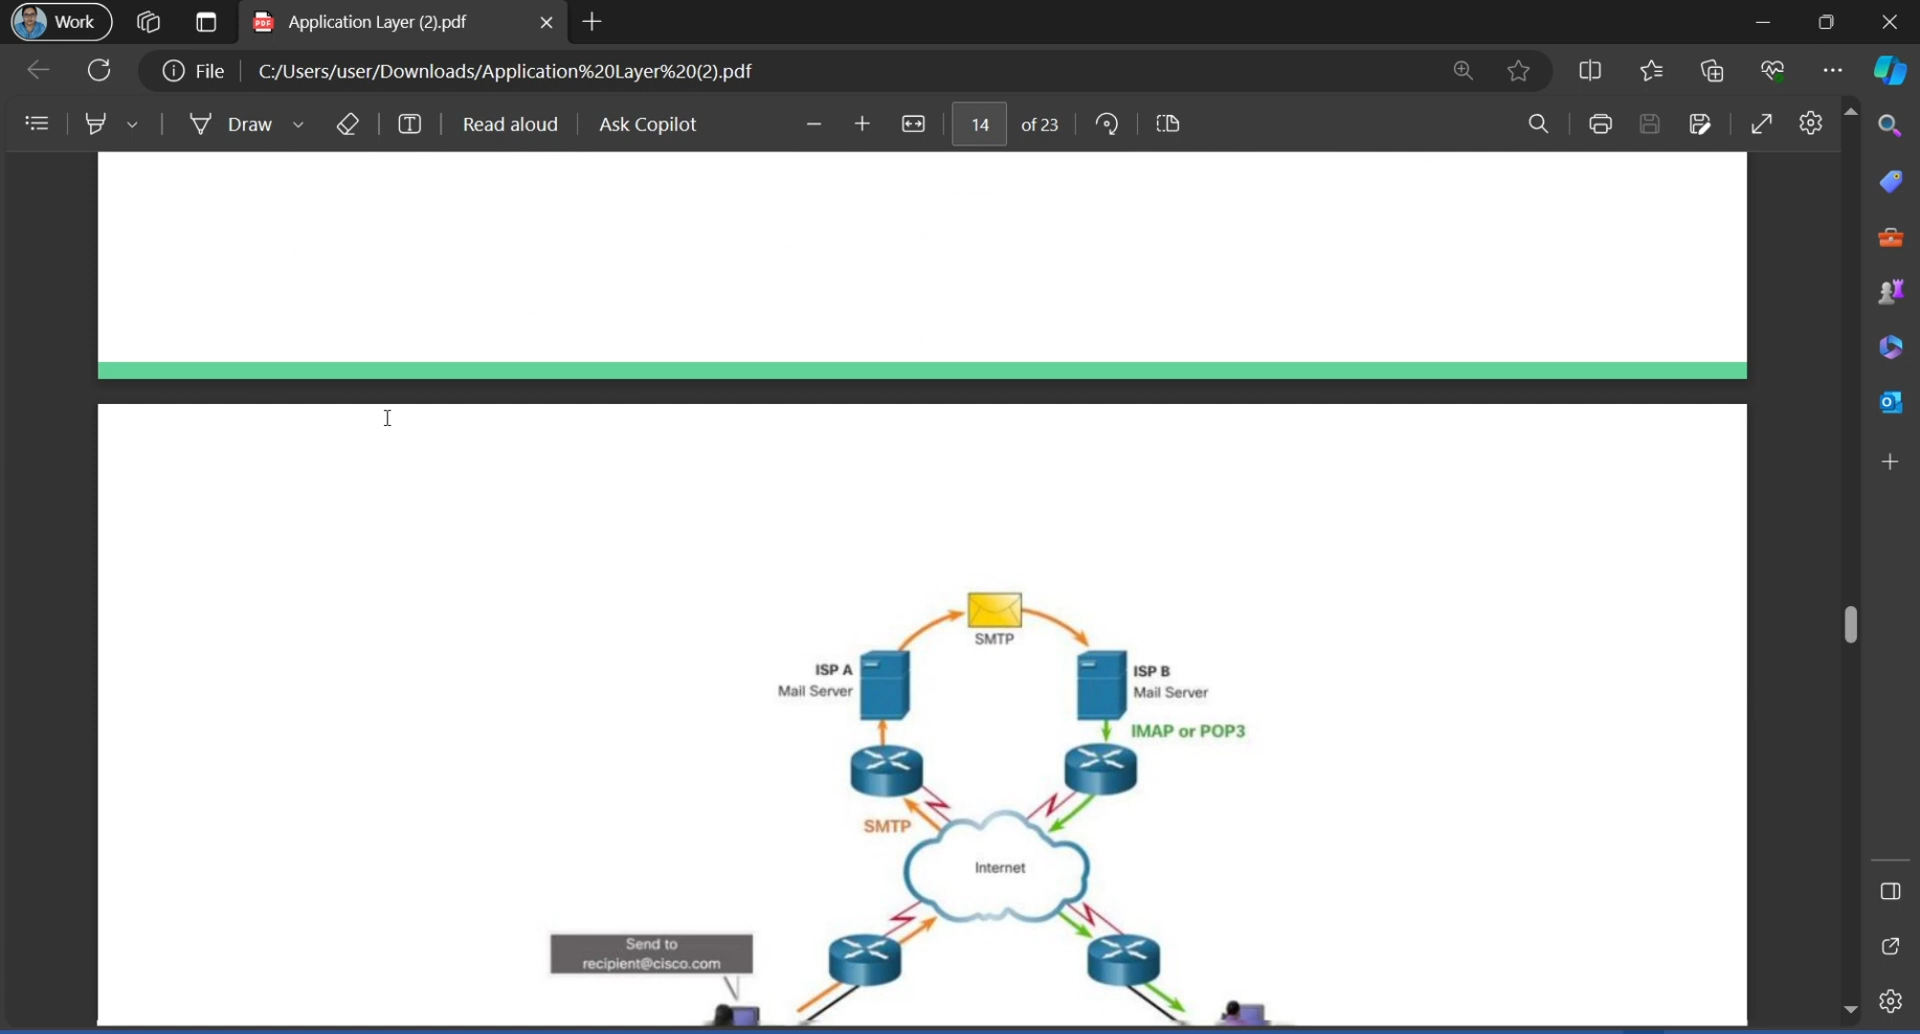 Work
Application Layer (2).pdf
File
C:/Users/user/Downloads/Application%20Layer%20(2).pdf
Draw
Read aloud
Ask Copilot
14
of 23
SMTP
ISP A
Mail Server
ISP B
Mail Server
IMAP or POP3
SMTP
Internet
Send to
recipient@cisco.com